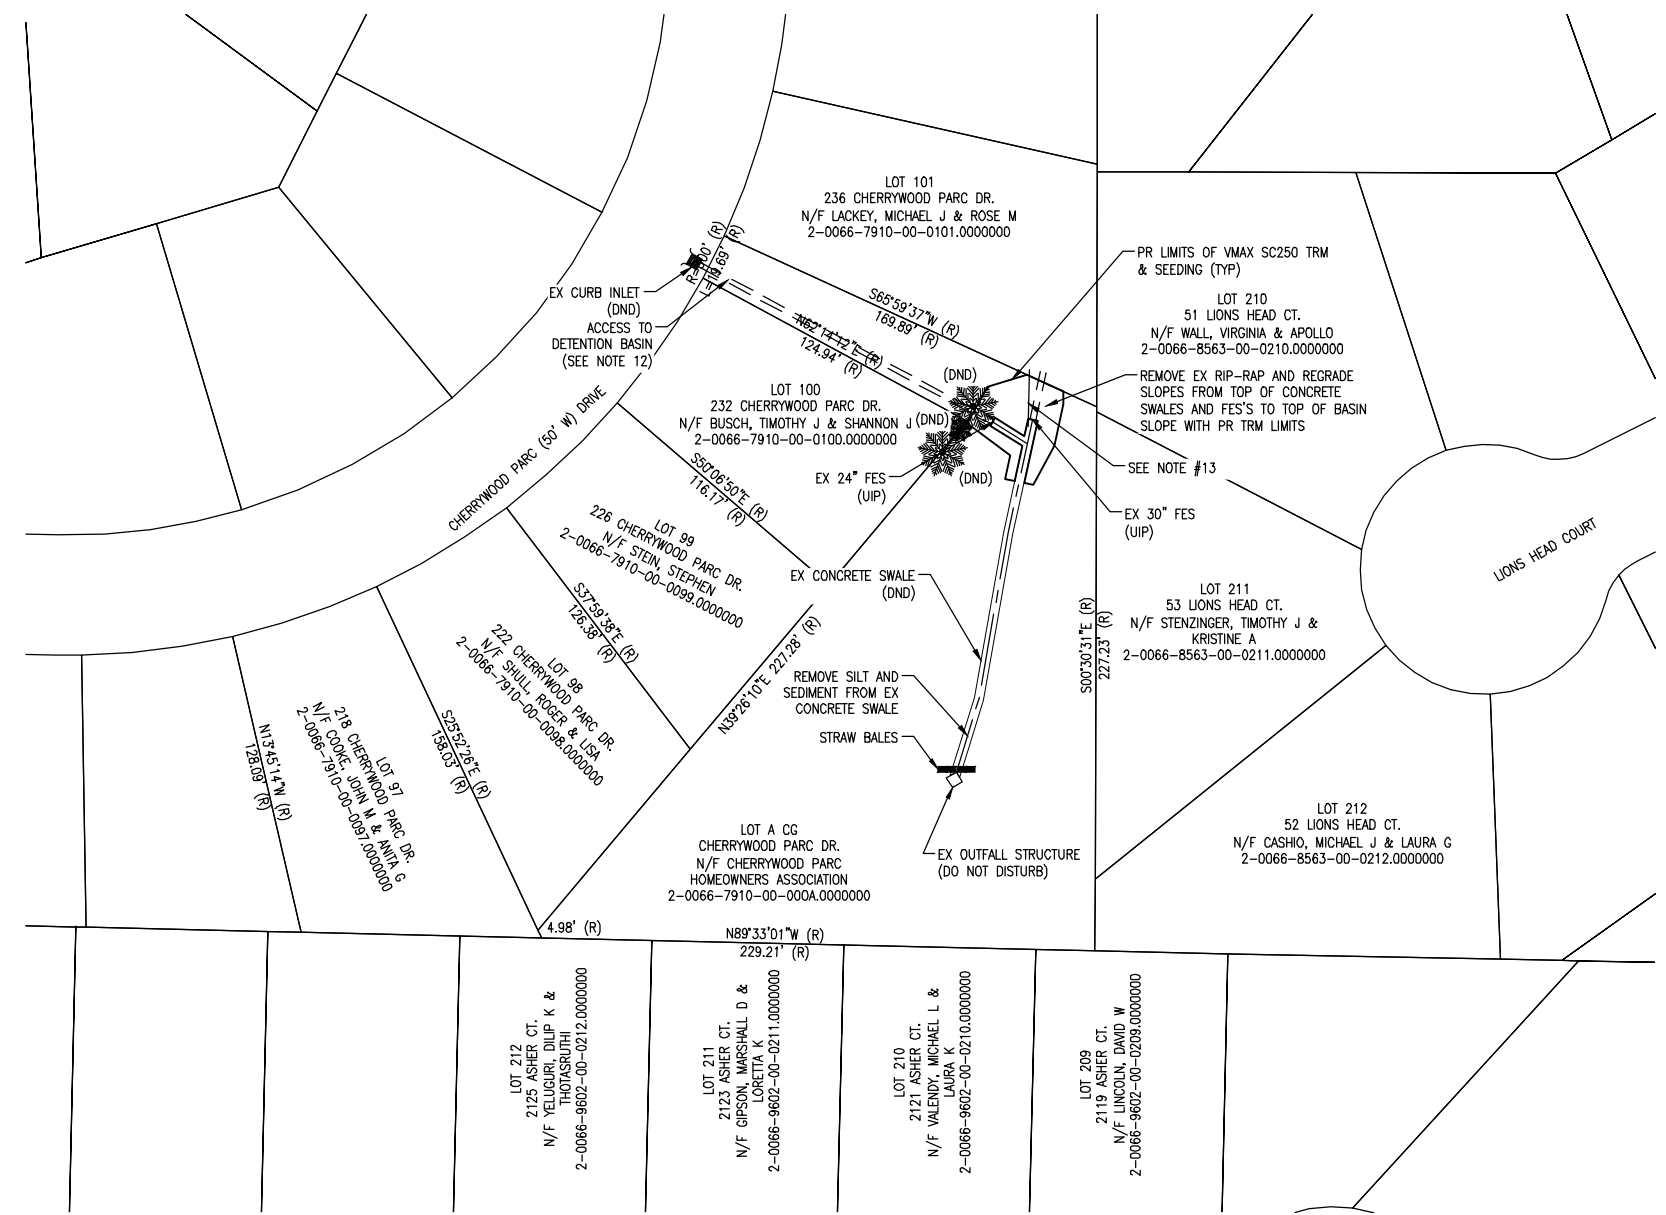 LOT 101
236 CHERRYWOOD PARC DR.
N/F LACKEY, MICHAEL J & ROSE M
2-0066-7910-00-0101.0000000
PR LIMITS OF VMAX SC250 TRM
& SEEDING (TYP)
EX CURB INLET
(DND)
ACCESS TO
DETENTION BASIN
(SEE NOTE 12)
S65°59'37"W (R)
169.89' (R)
N62°14'12"E (R)
124.94' (R)
LOT 210
51 LIONS HEAD CT.
N/F WALL, VIRGINIA & APOLLO
2-0066-8563-00-0210.0000000
REMOVE EX RIP-RAP AND REGRADE
SLOPES FROM TOP OF CONCRETE
SWALES AND FES'S TO TOP OF BASIN
SLOPE WITH PR TRM LIMITS
(DND)
(DND)
(DND)
LOT 100
232 CHERRYWOOD PARC DR.
N/F BUSCH, TIMOTHY J & SHANNON J
2-0066-7910-00-0100.0000000
CHERRYWOOD PARC (50' W) DRIVE
SEE NOTE #13
EX 24" FES
(UIP)
EX 30" FES
(UIP)
S50°06'50"E (R)
116.17' (R)
LOT 99
226 CHERRYWOOD PARC DR.
N/F STEIN, STEPHEN
2-0066-7910-00-0099.0000000
LIONS HEAD COURT
EX CONCRETE SWALE
(DND)
S37°59'38"E (R)
126.38' (R)
LOT 211
53 LIONS HEAD CT.
N/F STENZINGER, TIMOTHY J &
KRISTINE A
2-0066-8563-00-0211.0000000
S00°30'31"E (R)
227.23' (R)
N39°26'10"E 227.28' (R)
LOT 98
222 CHERRYWOOD PARC DR.
N/F SHULL, ROGER & LISA
2-0066-7910-00-0098.0000000
REMOVE SILT AND
SEDIMENT FROM EX
CONCRETE SWALE
STRAW BALES
S25°52'26"E (R)
158.03' (R)
N13°45'14"W (R)
128.09' (R)
LOT 97
218 CHERRYWOOD PARC DR.
N/F COOKE, JOHN M & ANITA G
2-0066-7910-00-0097.0000000
LOT A CG
CHERRYWOOD PARC DR.
N/F CHERRYWOOD PARC
HOMEOWNERS ASSOCIATION
2-0066-7910-00-000A.0000000
EX OUTFALL STRUCTURE
(DO NOT DISTURB)
LOT 212
52 LIONS HEAD CT.
N/F CASHIO, MICHAEL J & LAURA G
2-0066-8563-00-0212.0000000
4.98' (R)
N89°33'01"W (R)
229.21' (R)
LOT 212
2125 ASHER CT.
N/F YELUGURI, DILIP K &
THOTASRUTHI
2-0066-9602-00-0212.0000000
LOT 211
2123 ASHER CT.
N/F GIPSON, MARSHALL D &
LORETTA K
2-0066-9602-00-0211.0000000
LOT 210
2121 ASHER CT.
N/F VALENDY, MICHAEL L &
LAURA K
2-0066-9602-00-0210.0000000
LOT 209
2119 ASHER CT.
N/F LINCOLN, DAVID W
2-0066-9602-00-0209.0000000